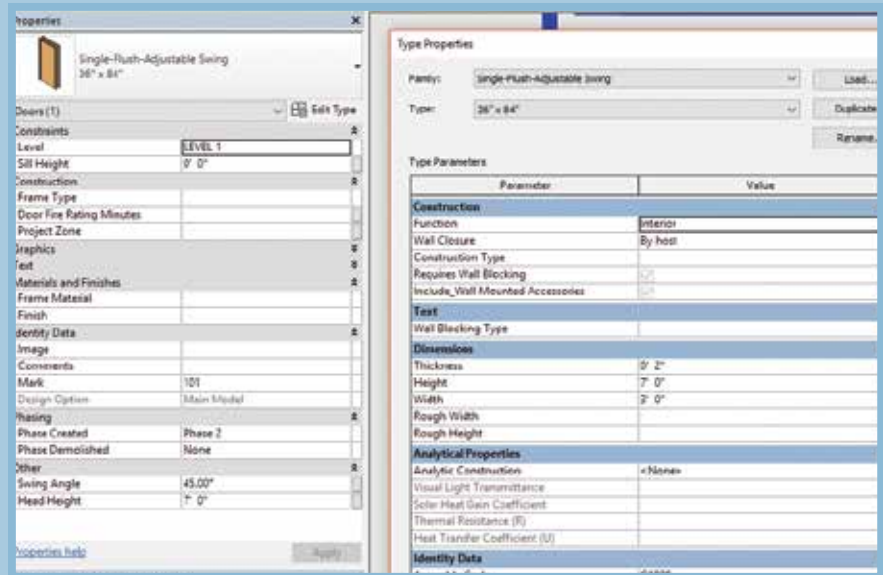 Properties
Single-Flush-Adjustable Swing
36" x 84"
Doors (1)
Edit Type
Constraints
Level LEVEL 1
Sill Height 0' 0"
Construction
Frame Type
Door Fire Rating Minutes
Project Zone
Graphics
Text
Materials and Finishes
Frame Material
Finish
Identity Data
Image
Comments
Mark 101
Design Option Main Model
Phasing
Phase Created Phase 2
Phase Demolished None
Other
Swing Angle 45.00°
Head Height 7' 0"
Properties help
Apply
Type Properties
Family: Single-Flush-Adjustable Swing
Load...
Type: 36" x 84"
Duplicate
Rename.
Type Parameters
Parameter Value
Construction
Function Interior
Wall Closure By host
Construction Type
Requires Wall Blocking
Include_Wall Mounted Accessories
Text
Wall Blocking Type
Dimensions
Thickness 0' 2"
Height 7' 0"
Width 3' 0"
Rough Width
Rough Height
Analytical Properties
Analytic Construction <None>
Visual Light Transmittance
Solar Heat Gain Coefficient
Thermal Resistance (R)
Heat Transfer Coefficient (U)
Identity Data